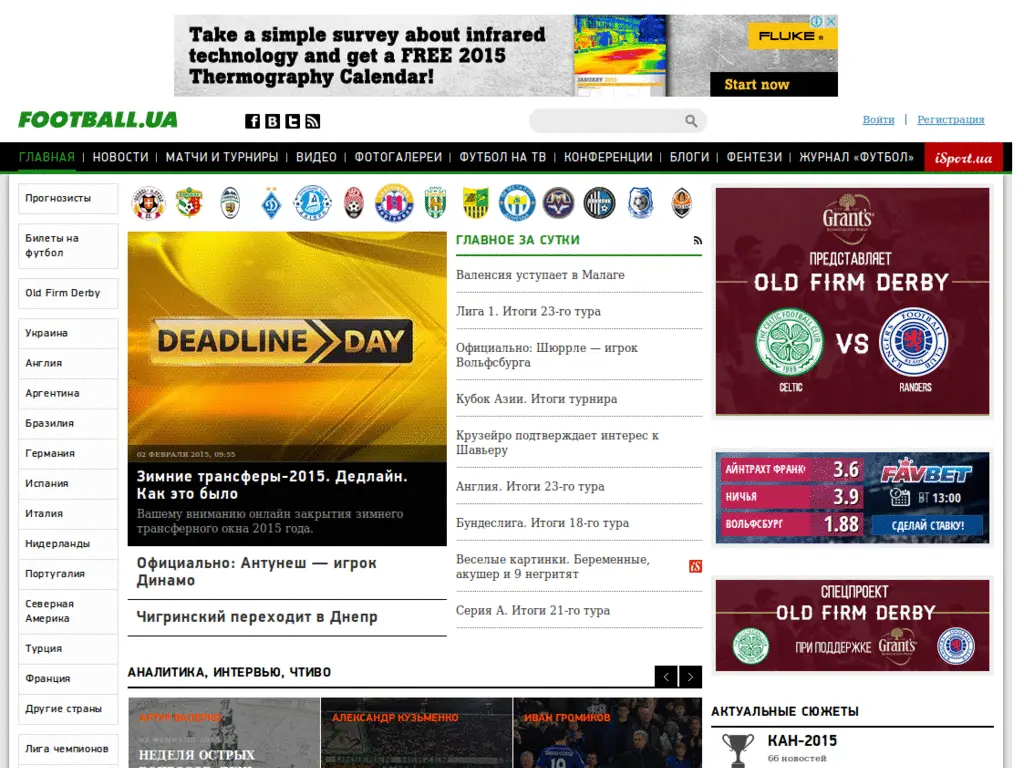 Take a simple survey about infrared
technology and get a FREE 2015
Thermography Calendar!
FLUKE
Start now
FOOTBALL.UA
Войти | Регистрация
ГЛАВНАЯ | НОВОСТИ | МАТЧИ И ТУРНИРЫ | ВИДЕО | ФОТОГАЛЕРЕИ | ФУТБОЛ НА ТВ | КОНФЕРЕНЦИИ | БЛОГИ | ФЕНТЕЗИ | ЖУРНАЛ «ФУТБОЛ»
iSport.ua
Прогнозисты
Билеты на
футбол
Old Firm Derby
Украина
Англия
Аргентина
Бразилия
Германия
Испания
Италия
Нидерланды
Португалия
Северная
Америка
Турция
Франция
Другие страны
Лига чемпионов
DEADLINE DAY
02 ФЕВРАЛЯ 2015, 09:55
Зимние трансферы-2015. Дедлайн.
Как это было
Вашему вниманию онлайн закрытия зимнего
трансферного окна 2015 года.
Официально: Антунеш — игрок
Динамо
Чигринский переходит в Днепр
ГЛАВНОЕ ЗА СУТКИ
Валенсия уступает в Малаге
Лига 1. Итоги 23-го тура
Официально: Шюррле — игрок
Вольфсбурга
Кубок Азии. Итоги турнира
Крузейро подтверждает интерес к
Шавьеру
Англия. Итоги 23-го тура
Бундеслига. Итоги 18-го тура
Веселые картинки. Беременные,
акушер и 9 негритят
iS
Серия А. Итоги 21-го тура
Grant's
ПРЕДСТАВЛЯЕТ
OLD FIRM DERBY
VS
CELTIC
RANGERS
АЙНТРАХТ ФРАНК 3.6
НИЧЬЯ 3.9
ВОЛЬФСБУРГ 1.88
FAVBET
ВТ 13:00
СДЕЛАЙ СТАВКУ!
СПЕЦПРОЕКТ
OLD FIRM DERBY
ПРИ ПОДДЕРЖКЕ Grant's
АНАЛИТИКА, ИНТЕРВЬЮ, ЧТИВО
АРТУР ВАЛЕРКО
НЕДЕЛЯ ОСТРЫХ
АЛЕКСАНДР КУЗЬМЕНКО
ИВАН ГРОМИКОВ
АКТУАЛЬНЫЕ СЮЖЕТЫ
КАН-2015
66 новостей